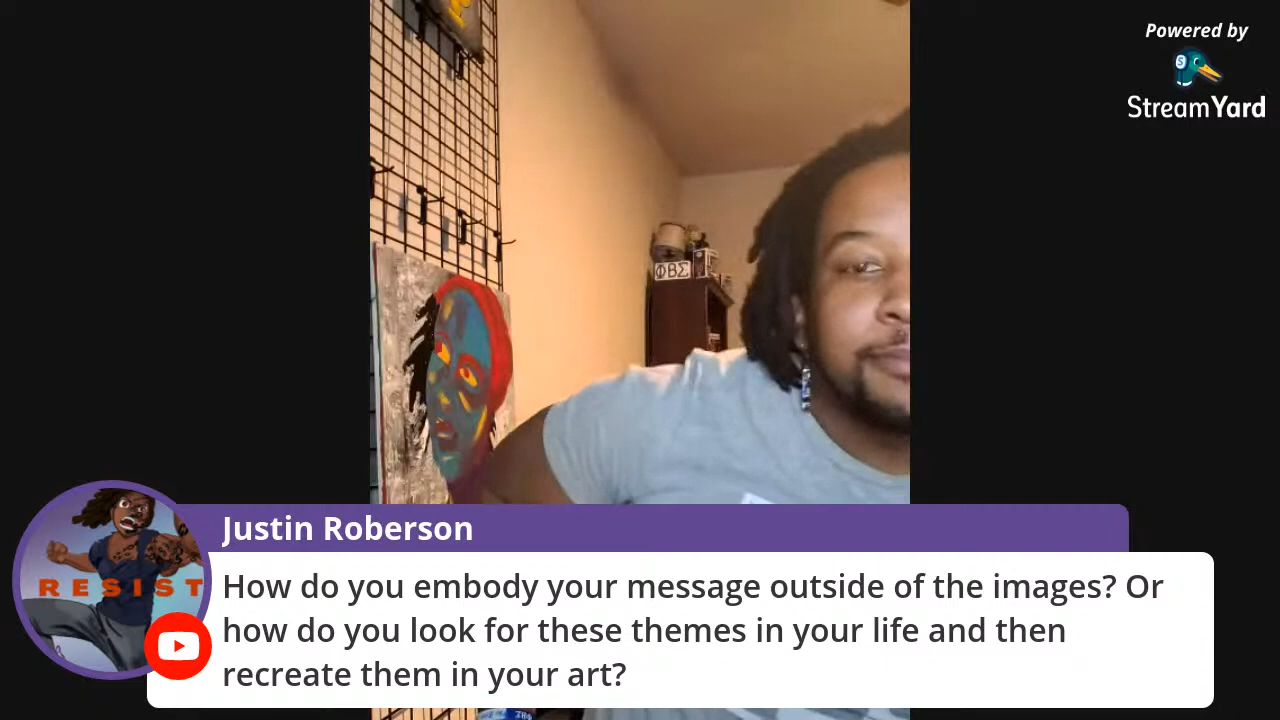 Powered by
StreamYard
ΦΒΣ
Justin Roberson
RESIST
How do you embody your message outside of the images? Or
how do you look for these themes in your life and then
recreate them in your art?